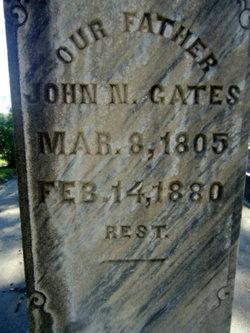 OUR FATHER
JOHN N. GATES
MAR. 8, 1805
FEB. 14, 1880
REST.